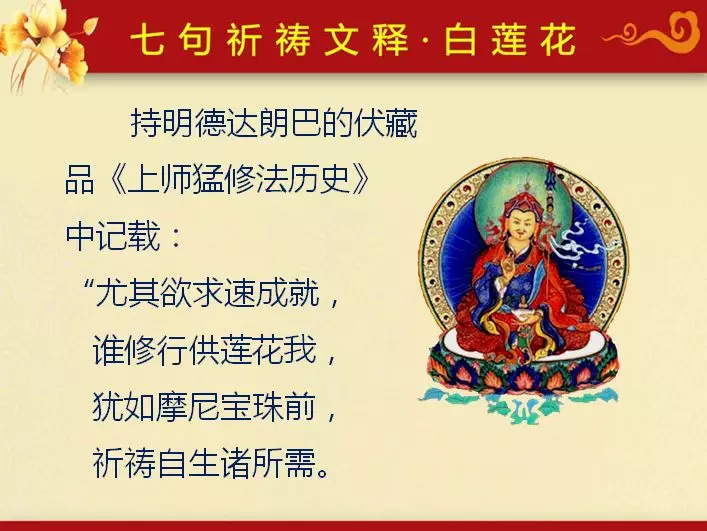 七句祈祷文释·白莲花
持明德达朗巴的伏藏
品《上师猛修法历史》
中记载：
“尤其欲求速成就，
谁修行供莲花我，
犹如摩尼宝珠前，
祈祷自生诸所需。